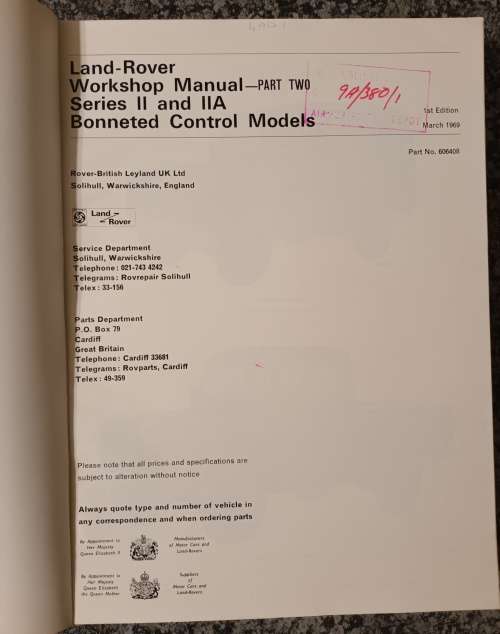 Land-Rover
Workshop Manual—PART TWO
Series II and IIA
Bonneted Control Models
9A/380/1
1st Edition
March 1969
Part No. 606408
Rover-British Leyland UK Ltd
Solihull, Warwickshire, England
Land
Rover
Service Department
Solihull, Warwickshire
Telephone: 021-743 4242
Telegrams: Rovrepair Solihull
Telex: 33-156
Parts Department
P.O. Box 79
Cardiff
Great Britain
Telephone: Cardiff 33681
Telegrams: Rovparts, Cardiff
Telex: 49-359
Please note that all prices and specifications are
subject to alteration without notice
Always quote type and number of vehicle in
any correspondence and when ordering parts
By Appointment to
Her Majesty
Queen Elizabeth II
Manufacturers
of Motor Cars and
Land-Rovers
By Appointment to
Her Majesty
Queen Elizabeth
the Queen Mother
Suppliers
of
Motor Cars and
Land-Rovers